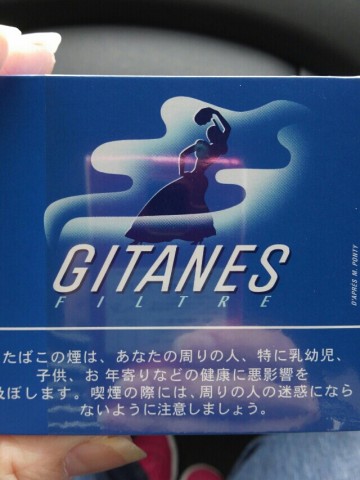 GITANES
FILTRE
D'APRES M. PONTY
たばこの煙は、あなたの周りの人、特に乳幼児、
子供、お年寄りなどの健康に悪影響を
及ぼします。喫煙の際には、周りの人の迷惑になら
ないように注意しましょう。